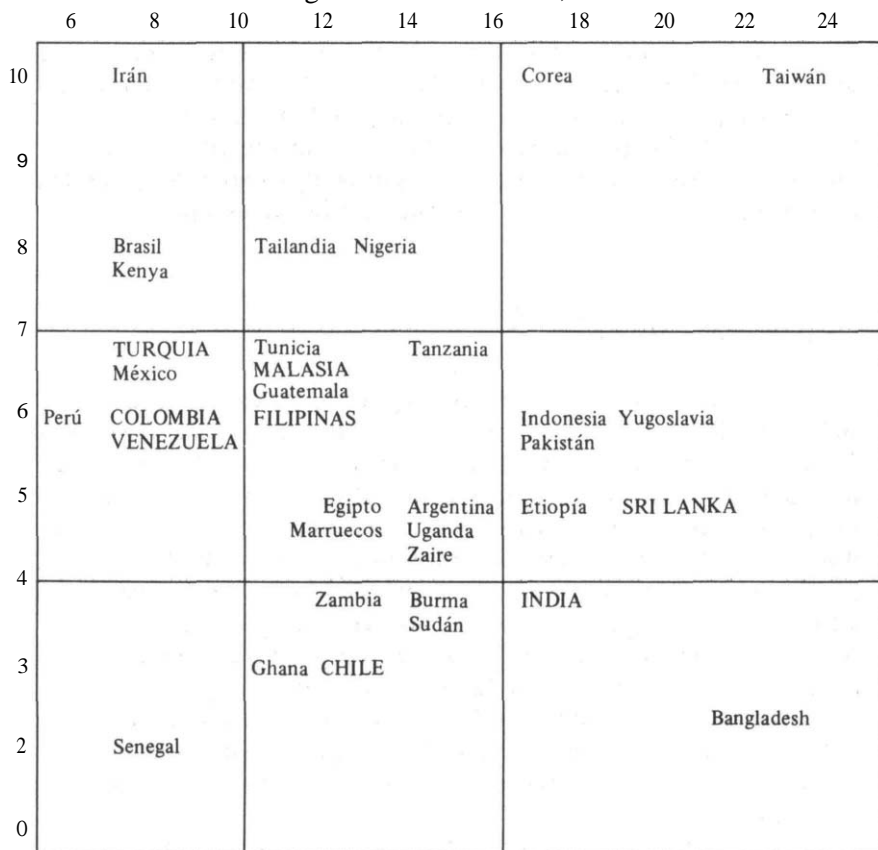 6 8 10 12 14 16 18 20 22 24
10 Irán Corea Taiwán
9
8 Brasil Tailandia Nigeria
Kenya
7
TURQUIA Tunicia Tanzania
México MALASIA
Guatemala
6 Perú COLOMBIA FILIPINAS Indonesia Yugoslavia
VENEZUELA Pakistán
5 Egipto Argentina Etiopía SRI LANKA
Marruecos Uganda
Zaire
4
Zambia Burma INDIA
Sudán
3 Ghana CHILE
Bangladesh
2 Senegal
0